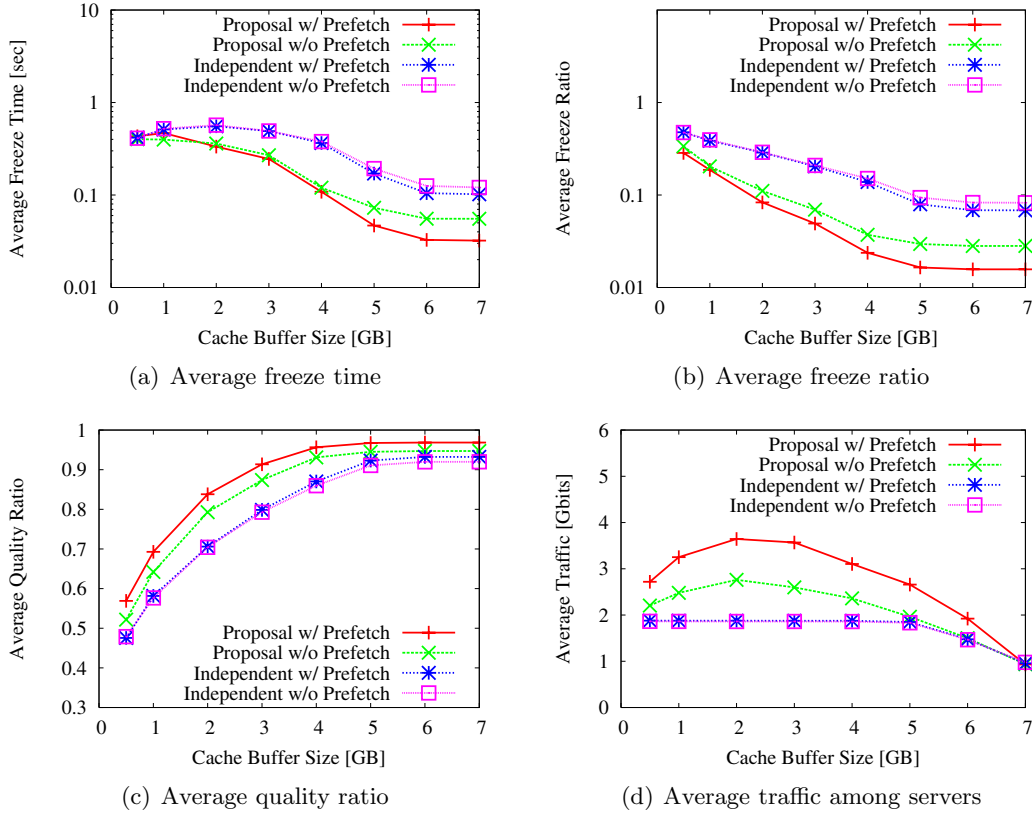 10
1
0.1
0.01
0 1 2 3 4 5 6 7
Average Freeze Time [sec]
Cache Buffer Size [GB]
Proposal w/ Prefetch
Proposal w/o Prefetch
Independent w/ Prefetch
Independent w/o Prefetch
(a) Average freeze time
1
0.1
0.01
0 1 2 3 4 5 6 7
Average Freeze Ratio
Cache Buffer Size [GB]
Proposal w/ Prefetch
Proposal w/o Prefetch
Independent w/ Prefetch
Independent w/o Prefetch
(b) Average freeze ratio
1
0.9
0.8
0.7
0.6
0.5
0.4
0.3
0 1 2 3 4 5 6 7
Average Quality Ratio
Cache Buffer Size [GB]
Proposal w/ Prefetch
Proposal w/o Prefetch
Independent w/ Prefetch
Independent w/o Prefetch
(c) Average quality ratio
6
5
4
3
2
1
0
0 1 2 3 4 5 6 7
Average Traffic [Gbits]
Cache Buffer Size [GB]
Proposal w/ Prefetch
Proposal w/o Prefetch
Independent w/ Prefetch
Independent w/o Prefetch
(d) Average traffic among servers